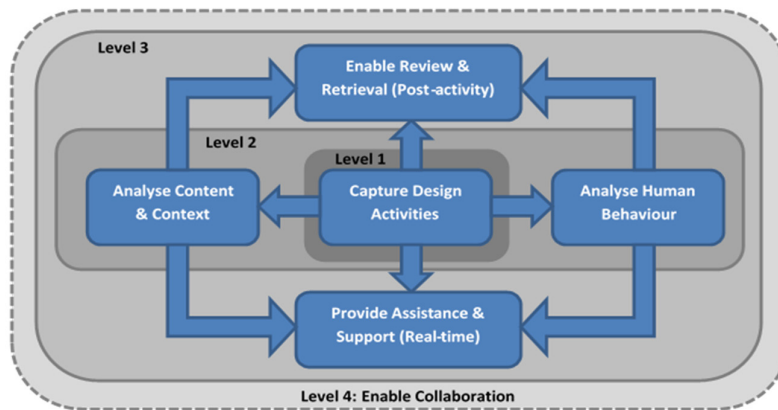 Level 3
Enable Review &
Retrieval (Post-activity)
Level 2
Level 1
Analyse Content
& Context
Capture Design
Activities
Analyse Human
Behaviour
Provide Assistance &
Support (Real-time)
Level 4: Enable Collaboration